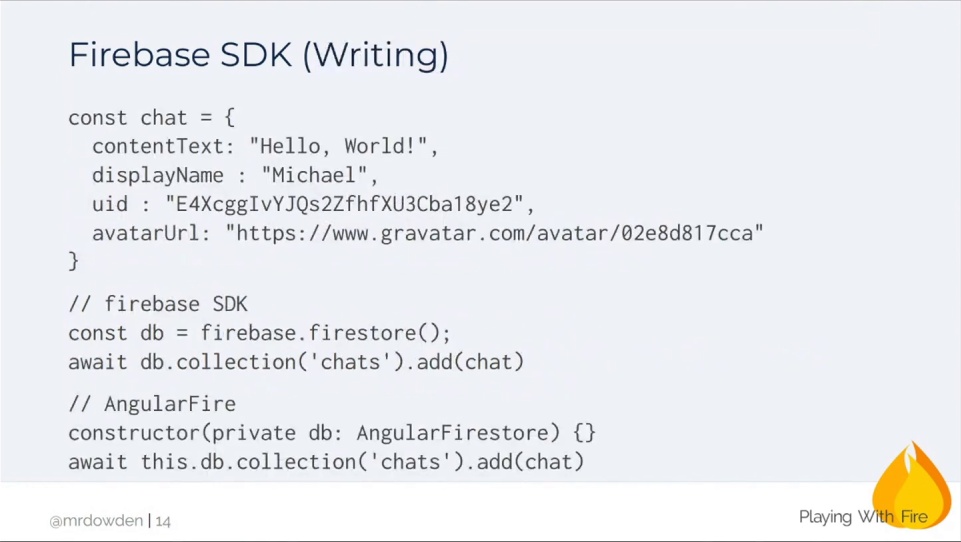 Firebase SDK (Writing)
const chat = {
contentText: "Hello, World!",
displayName : "Michael",
uid : "E4XcggIvYJQs2ZfhfXU3Cba18ye2",
avatarUrl: "https://www.gravatar.com/avatar/02e8d817cca"
}
// firebase SDK
const db = firebase.firestore();
await db.collection('chats').add(chat)
// AngularFire
constructor(private db: AngularFirestore) {}
await this.db.collection('chats').add(chat)
@mrdowden | 14
Playing With Fire